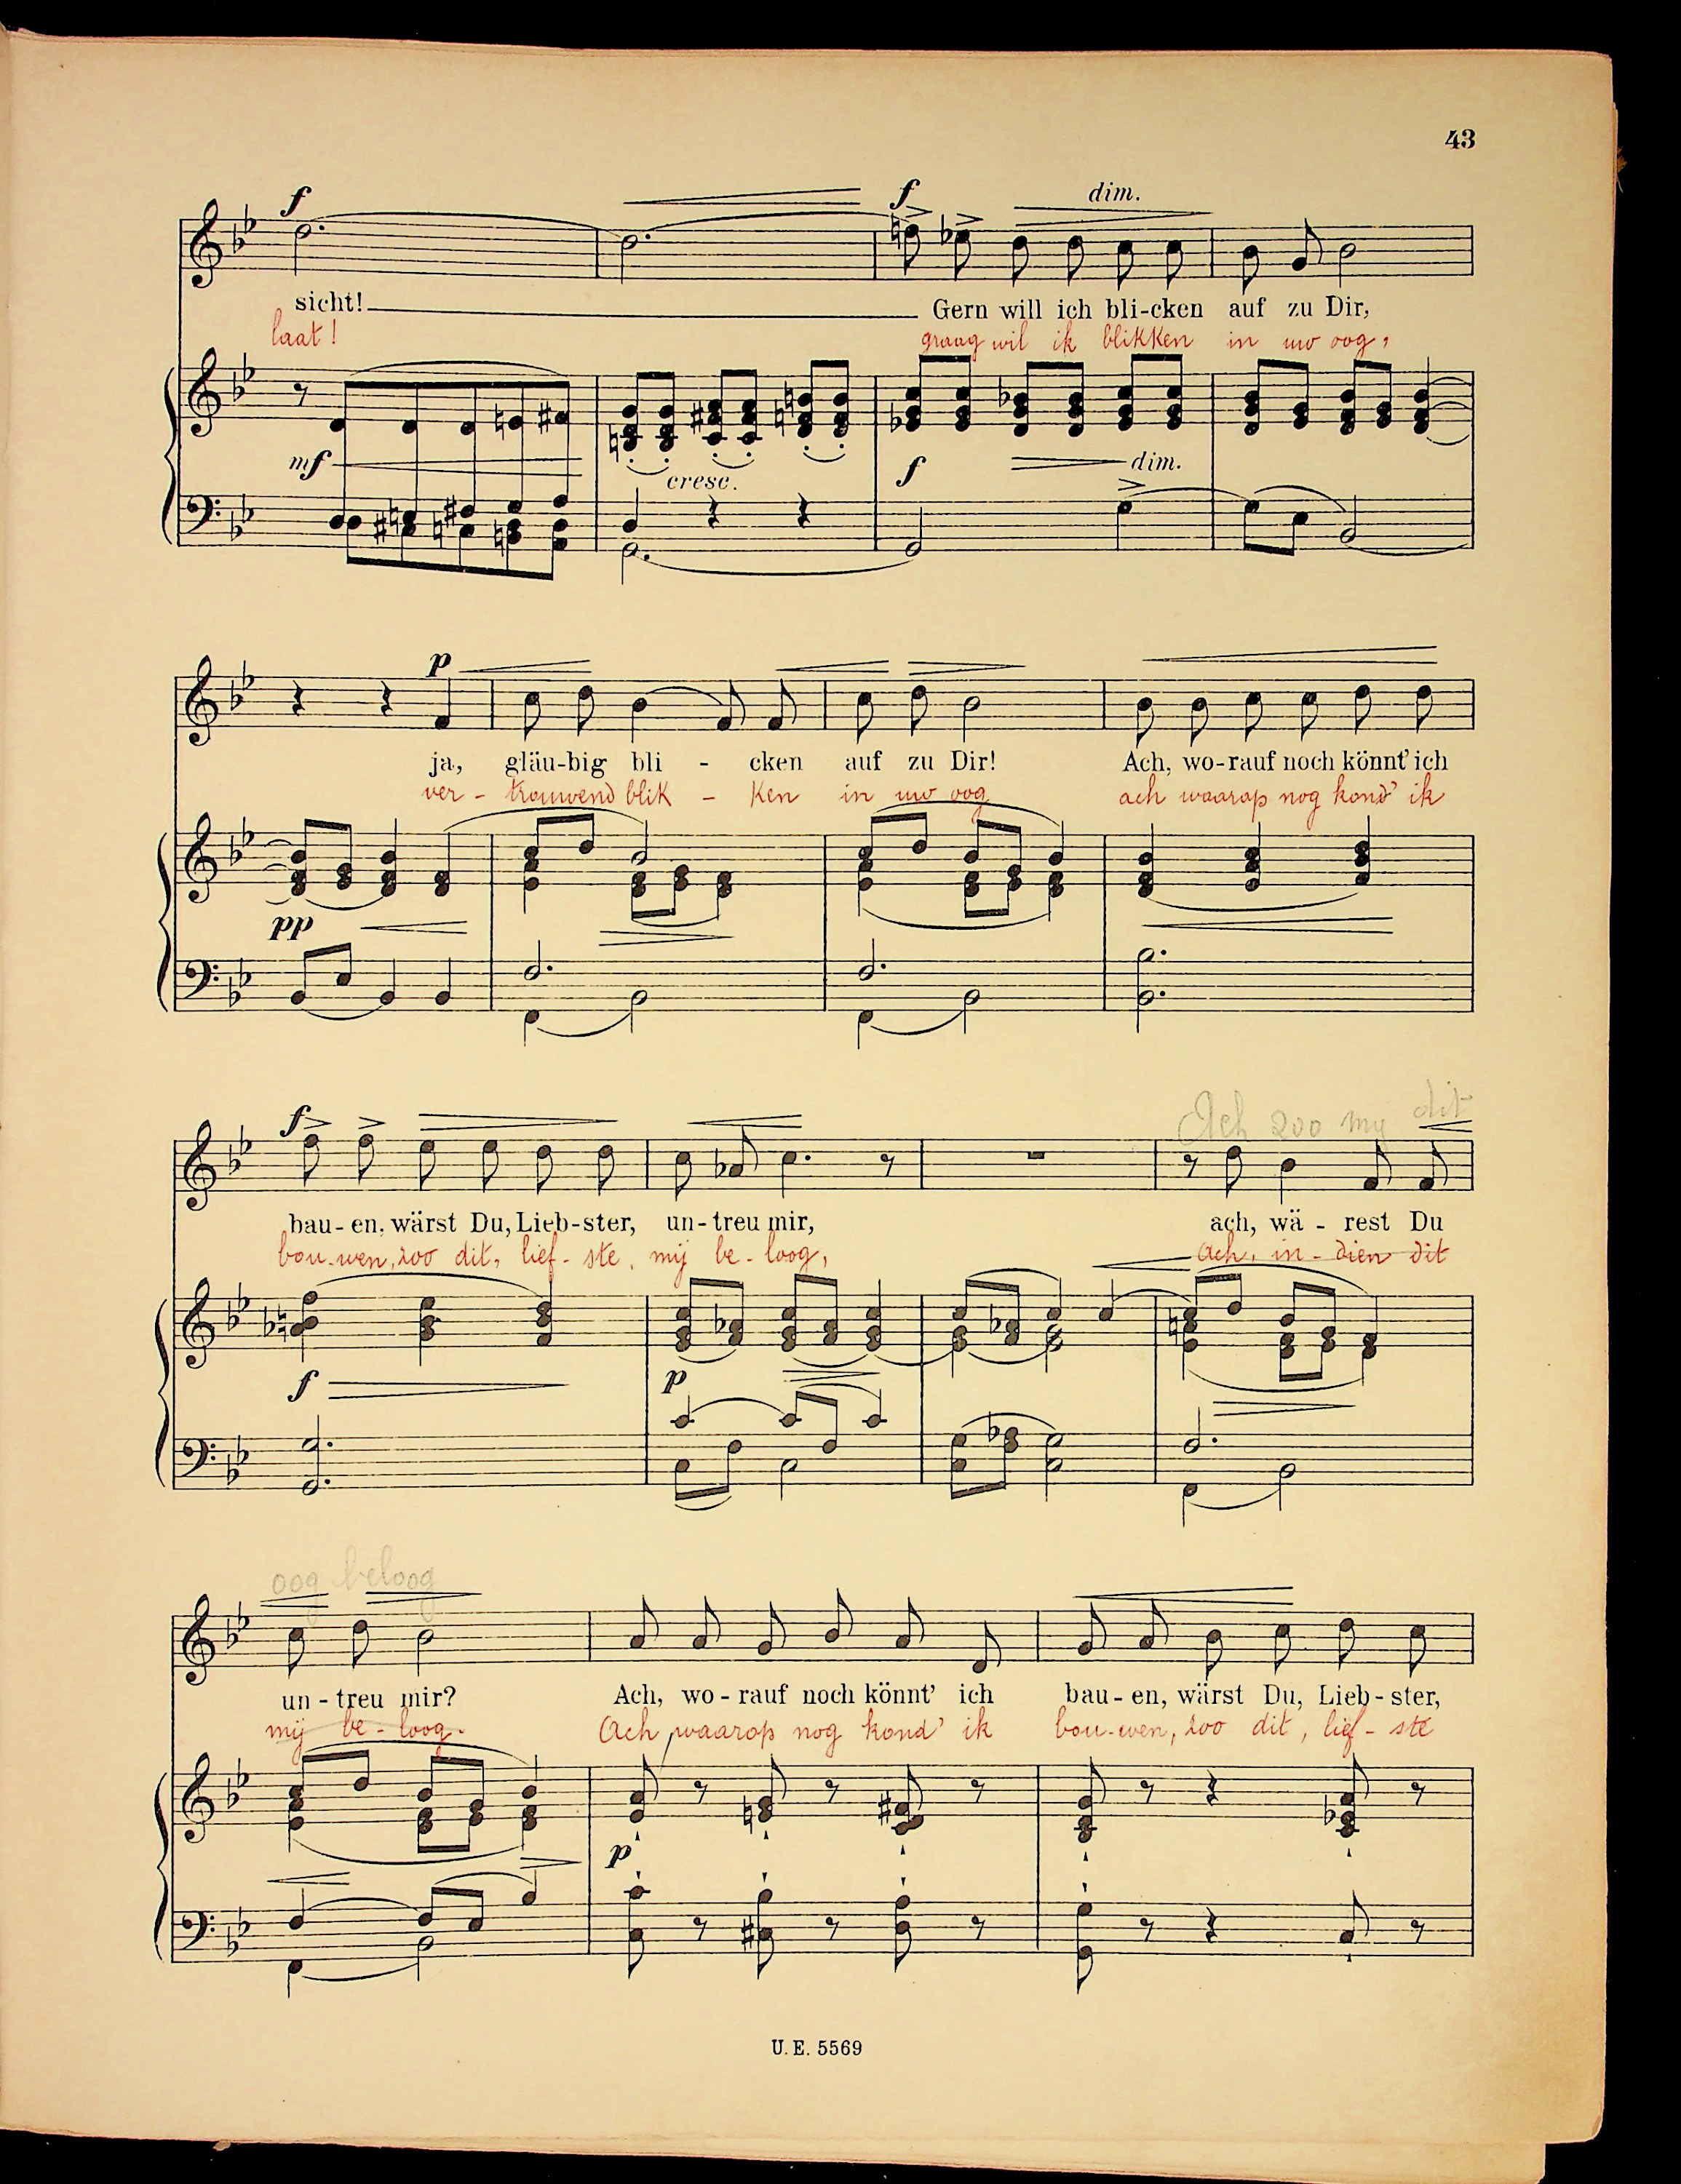 43
f
f dim.
sicht! Gern will ich bli-cken auf zu Dir,
laat! graag wil ik blikken in uw oog,
mf cresc. f dim.
p
ja, gläu-big bli - cken auf zu Dir! Ach, wo-rauf noch könnt' ich
ver - trouwend blik - ken in uw oog ach waarop nog kond' ik
pp
Ach zoo my dit
f
bau-en, wärst Du, Lieb-ster, un-treu mir, ach, wä - rest Du
bou-wen, zoo dit, lief-ste, mij be-loog, Ach, in-dien dit
f p
oog beloog
un-treu mir? Ach, wo-rauf noch könnt' ich bau-en, wärst Du, Lieb-ster,
mij be-loog. Ach, waarop nog kond' ik bou-wen, zoo dit, lief-ste
p
U. E. 5569